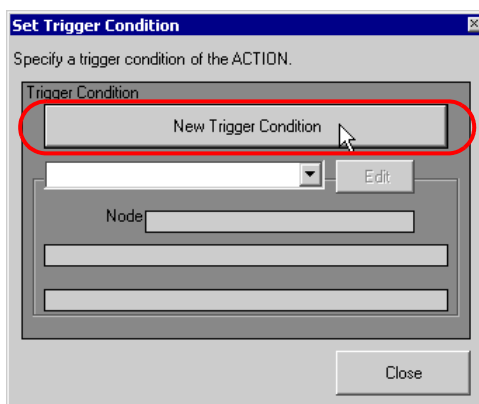 Set Trigger Condition
Specify a trigger condition of the ACTION.
Trigger Condition
New Trigger Condition
Edit
Node
Close